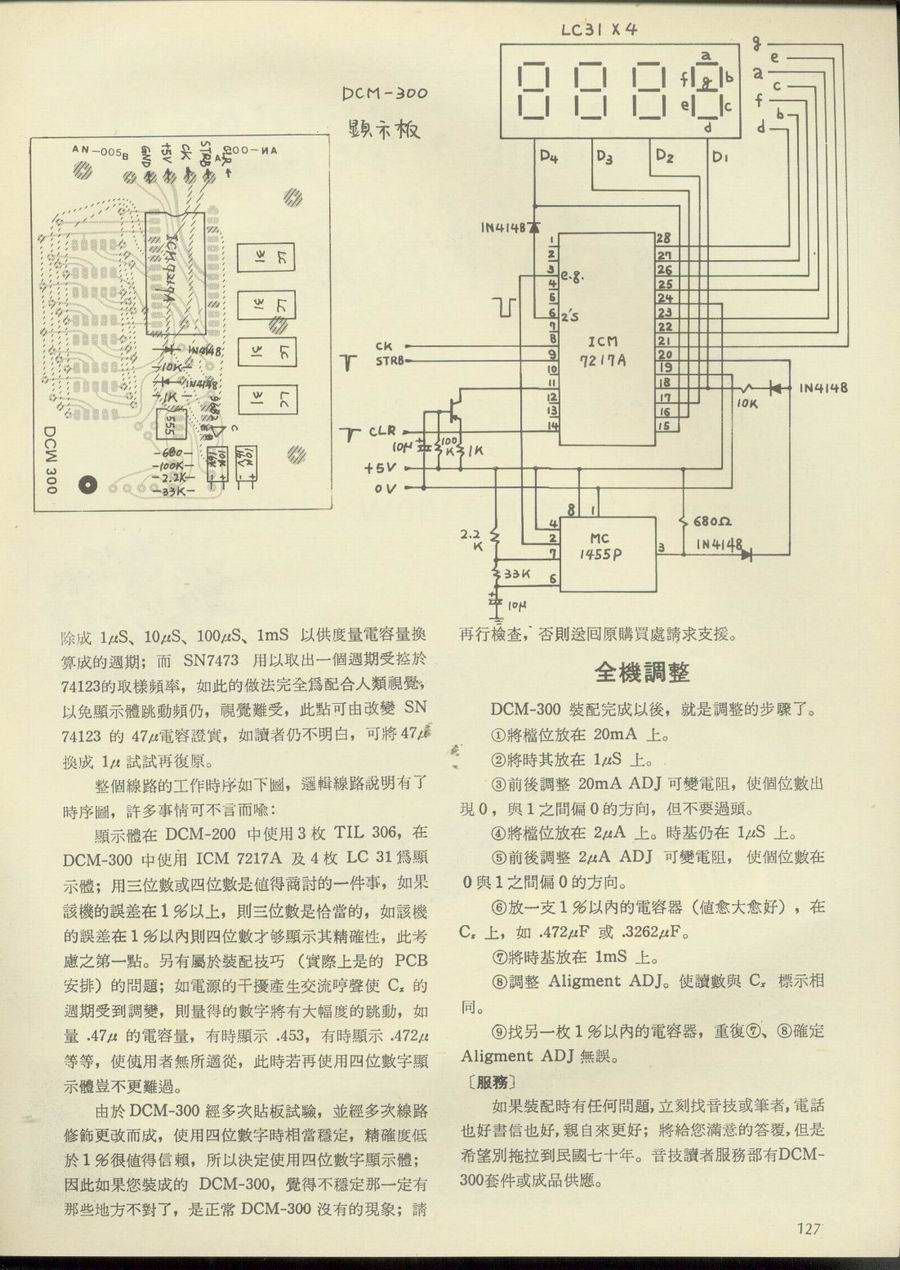 LC31 X 4
DCM-300
顯示板
g
e
a
c
f
b
d
a
f g b
e c
d
D4 D3 D2 D1
AN-005B
A 00-NA
GND
+5V
CK
STRB
CLR
ICM7217A
LC 31
LC 31
LC 31
LC 31
1N4148
10K
1N4148
1K
555
680
100K
2.2K
33K
10μ 16V
10μ 16V
DCM 300
1N4148
1
2
3 e.g.
4
5
6 2's
7
8
9
10
11
12
13
14
28
27
26
25
24
23
22
21
20
19
18
17
16
15
ICM
7217A
CK
STRB
CLR
10μ
100K
1K
+5V
0V
10K
1N4148
8 1
4
2
7
6
3
MC
1455P
2.2K
33K
10μ
680Ω
1N4148
除成 1μS、10μS、100μS、1mS 以供度量電容量換
算成的週期；而 SN7473 用以取出一個週期受控於
74123的取樣頻率，如此的做法完全爲配合人類視覺，
以免顯示體跳動頻仍，視覺難受，此點可由改變 SN
74123 的 47μ電容證實，如讀者仍不明白，可將 47μ
換成 1μ 試試再復原。
整個線路的工作時序如下圖，邏輯線路說明有了
時序圖，許多事情可不言而喩：
顯示體在 DCM-200 中使用3枚 TIL 306，在
DCM-300 中使用 ICM 7217A 及4枚 LC 31爲顯
示體；用三位數或四位數是値得商討的一件事，如果
該機的誤差在1％以上，則三位數是恰當的，如該機
的誤差在1％以內則四位數才够顯示其精確性，此考
慮之第一點。另有屬於裝配技巧（實際上是的 PCB
安排）的問題；如電源的干擾產生交流哼聲使 Cx 的
週期受到調變，則量得的數字將有大幅度的跳動，如
量 .47μ 的電容量，有時顯示 .453，有時顯示 .472μ
等等，使使用者無所適從，此時若再使用四位數字顯
示體豈不更難過。
由於 DCM-300 經多次貼板試驗，並經多次線路
修飾更改而成，使用四位數字時相當穩定，精確度低
於1％很値得信賴，所以決定使用四位數字顯示體；
因此如果您裝成的 DCM-300，覺得不穩定那一定有
那些地方不對了，是正常 DCM-300 沒有的現象；請
再行檢查，否則送回原購買處請求支援。
全機調整
DCM-300 裝配完成以後，就是調整的步驟了。
①將檔位放在 20mA 上。
②將時其放在 1μS 上。
③前後調整 20mA ADJ 可變電阻，使個位數出
現0，與1之間偏0的方向，但不要過頭。
④將檔位放在 2μA 上。時基仍在 1μS 上。
⑤前後調整 2μA ADJ 可變電阻，使個位數在
0與1之間偏0的方向。
⑥放一支1％以內的電容器（値愈大愈好），在
Cx 上，如 .472μF 或 .3262μF。
⑦將時基放在 1mS 上。
⑧調整 Aligment ADJ。使讀數與 Cx 標示相
同。
⑨找另一枚1％以內的電容器，重復⑦、⑧確定
Aligment ADJ 無誤。
〔服務〕
如果裝配時有任何問題，立刻找音技或筆者，電話
也好書信也好，親自來更好；將給您滿意的答覆，但是
希望別拖拉到民國七十年。音技讀者服務部有DCM-
300套件或成品供應。
127